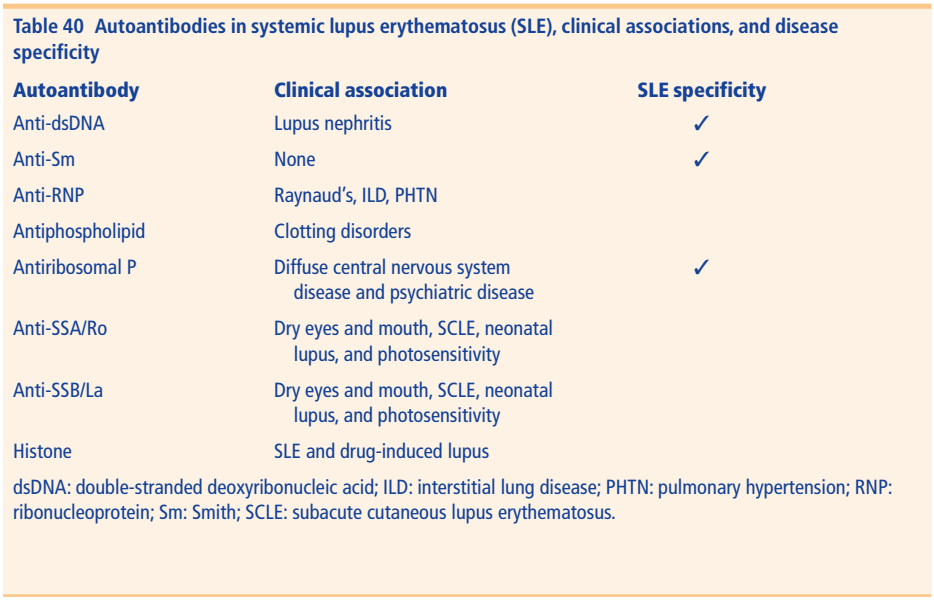 Table 40 Autoantibodies in systemic lupus erythematosus (SLE), clinical associations, and disease
specificity
Autoantibody Clinical association SLE specificity
Anti-dsDNA Lupus nephritis ✓
Anti-Sm None ✓
Anti-RNP Raynaud's, ILD, PHTN
Antiphospholipid Clotting disorders
Antiribosomal P Diffuse central nervous system ✓
disease and psychiatric disease
Anti-SSA/Ro Dry eyes and mouth, SCLE, neonatal
lupus, and photosensitivity
Anti-SSB/La Dry eyes and mouth, SCLE, neonatal
lupus, and photosensitivity
Histone SLE and drug-induced lupus
dsDNA: double-stranded deoxyribonucleic acid; ILD: interstitial lung disease; PHTN: pulmonary hypertension; RNP:
ribonucleoprotein; Sm: Smith; SCLE: subacute cutaneous lupus erythematosus.